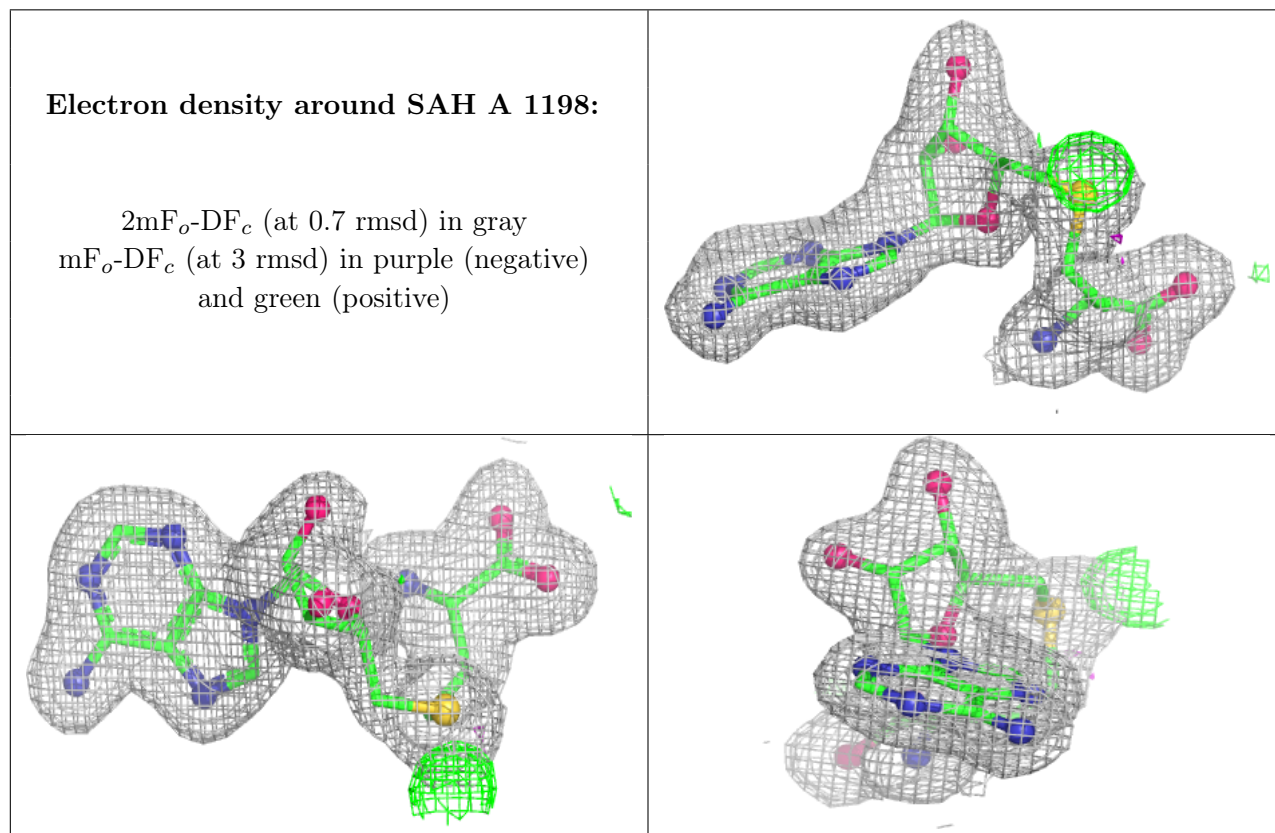 Electron density around SAH A 1198:
2mFₒ-DF𝒸 (at 0.7 rmsd) in gray
mFₒ-DF𝒸 (at 3 rmsd) in purple (negative)
and green (positive)